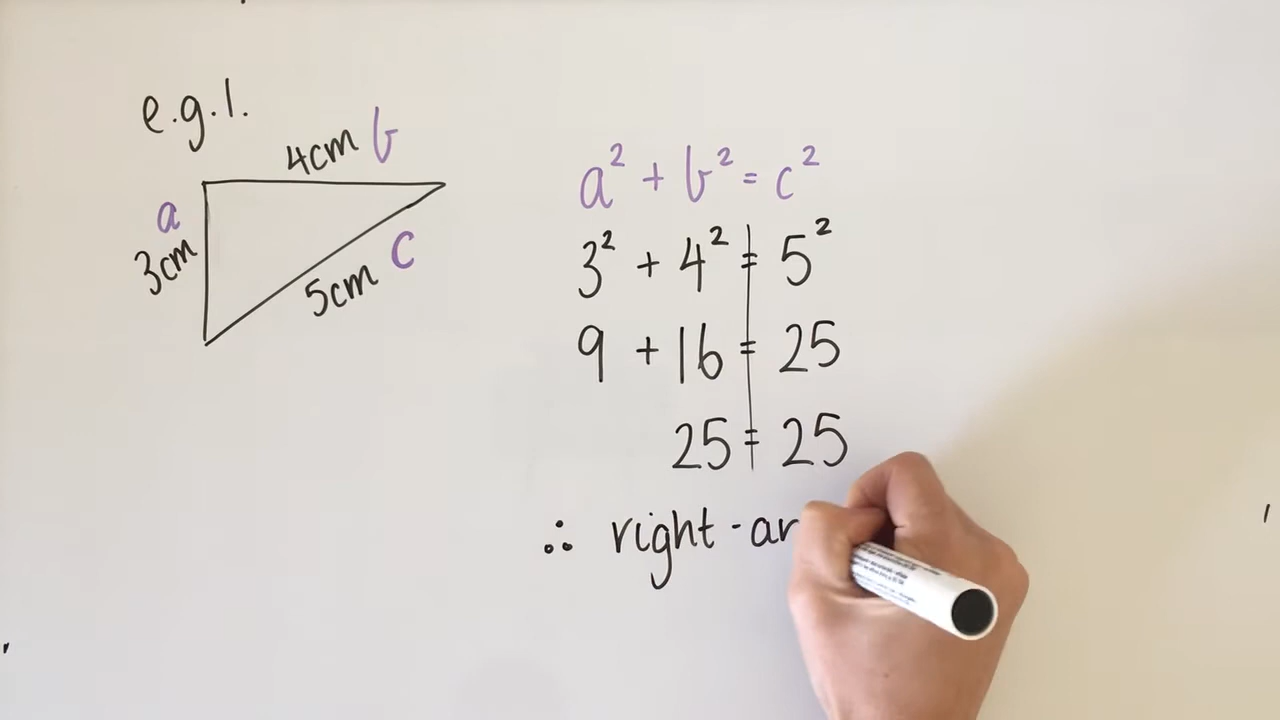 e.g.1.
4cm b
a
3cm
5cm c
a² + b² = c²
3² + 4² = 5²
9 + 16 = 25
25 = 25
∴ right-an